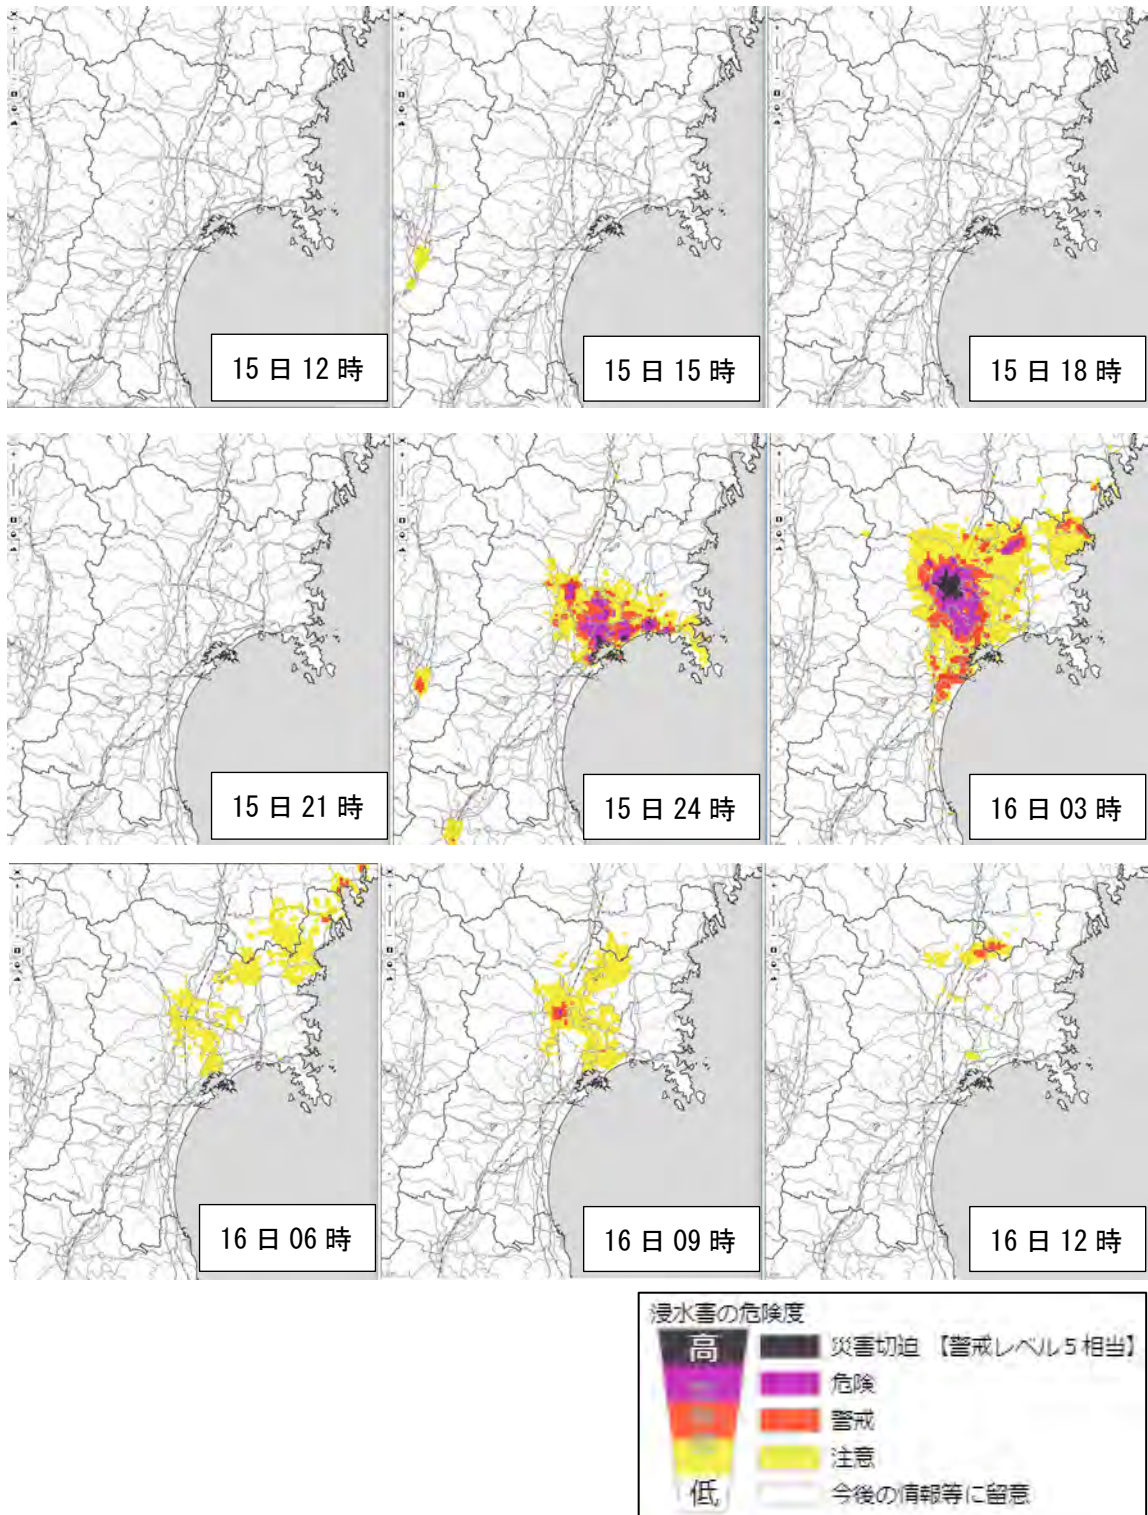 15日12時
15日15時
15日18時
15日21時
15日24時
16日03時
16日06時
16日09時
16日12時
浸水害の危険度
高
災害切迫 【警戒レベル5相当】
危険
警戒
注意
低
今後の情報等に留意